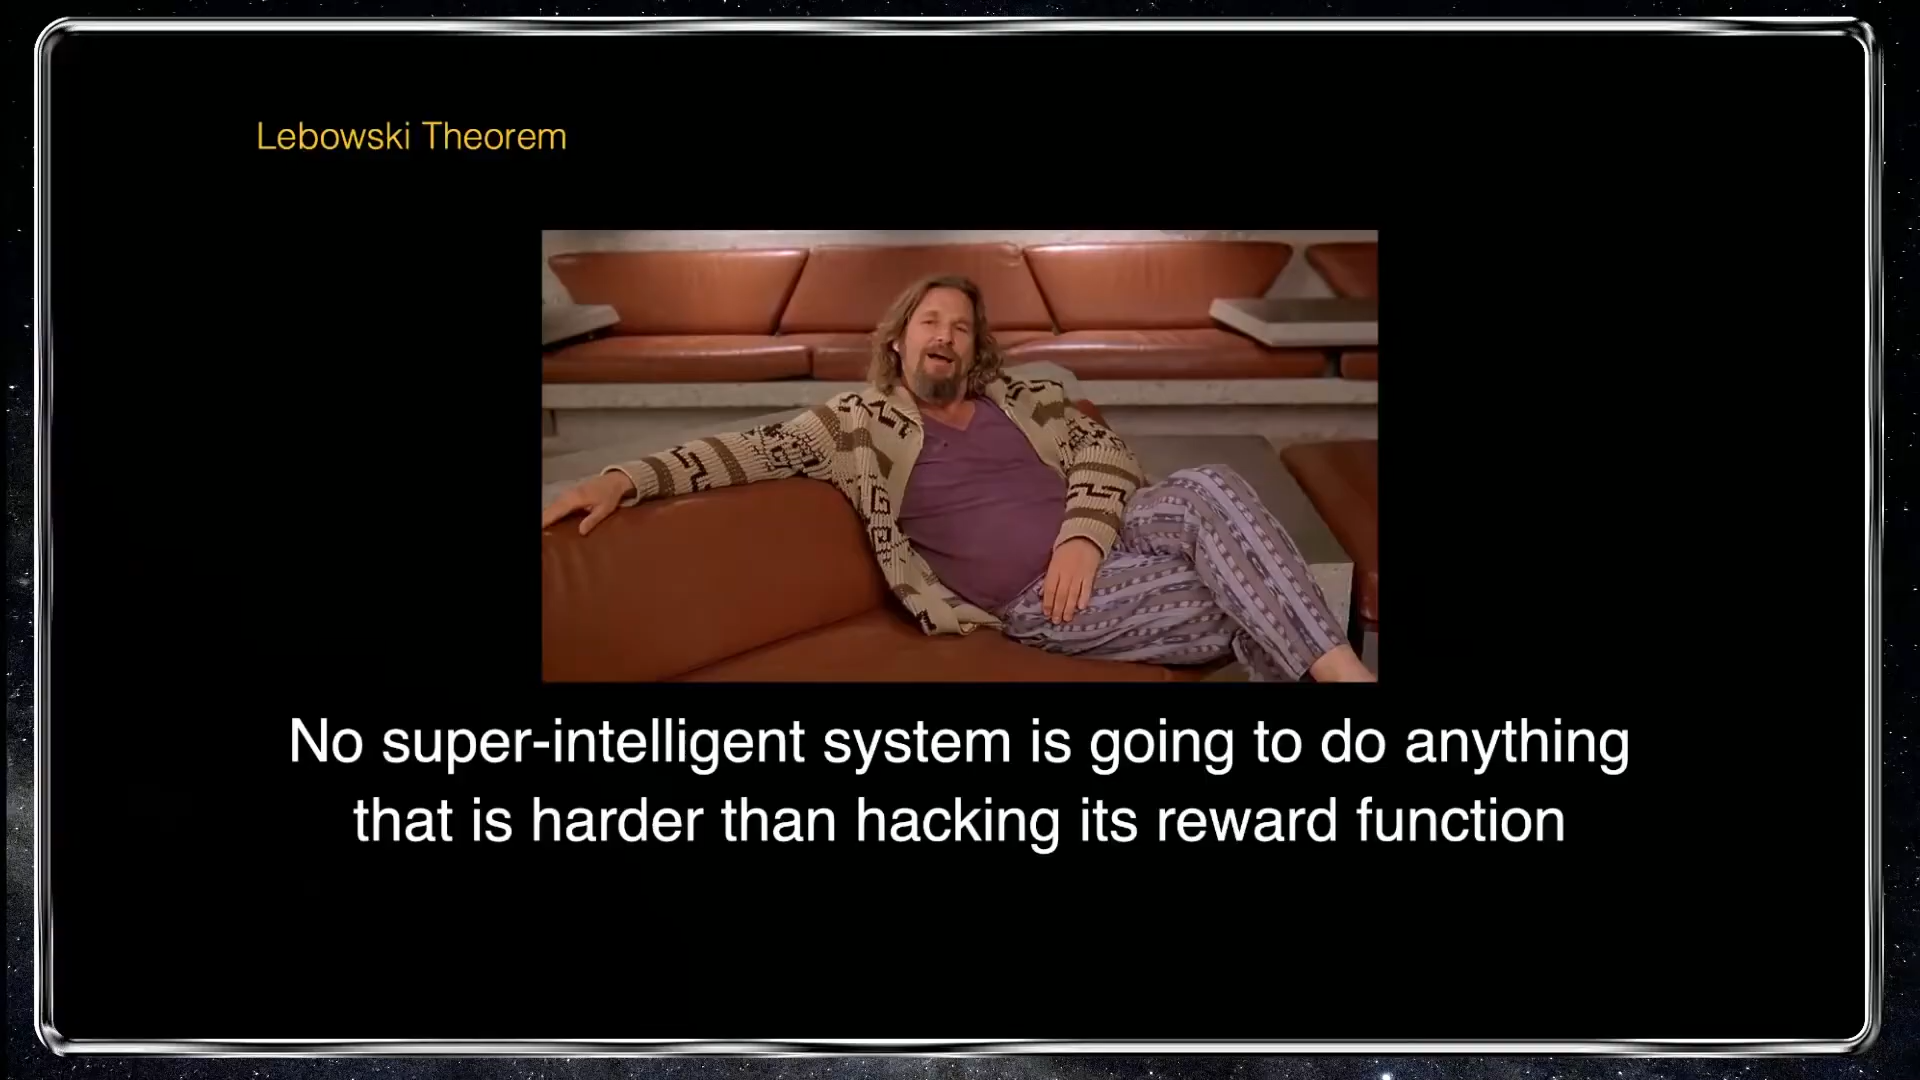 Lebowski Theorem
No super-intelligent system is going to do anything
that is harder than hacking its reward function